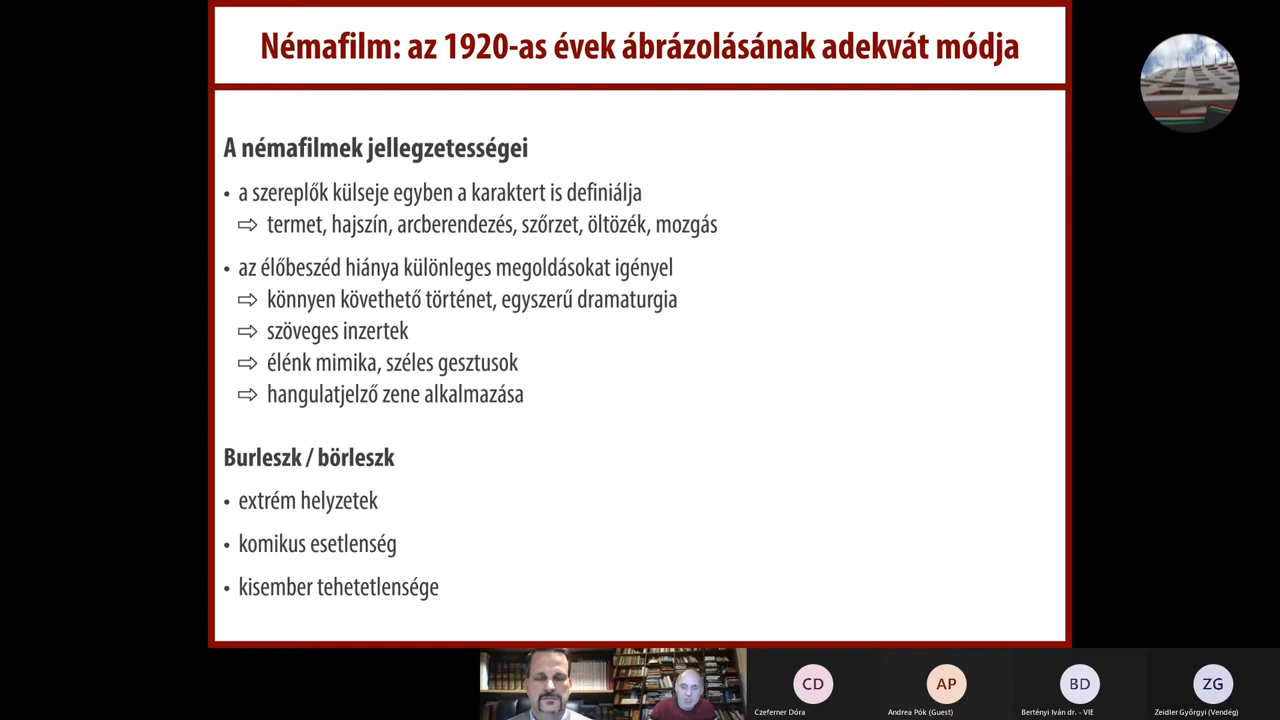 Némafilm: az 1920-as évek ábrázolásának adekvát módja
A némafilmek jellegzetességei
• a szereplők külseje egyben a karaktert is definiálja
⇨ termet, hajszín, arcberendezés, szőrzet, öltözék, mozgás
• az élőbeszéd hiánya különleges megoldásokat igényel
⇨ könnyen követhető történet, egyszerű dramaturgia
⇨ szöveges inzertek
⇨ élénk mimika, széles gesztusok
⇨ hangulatjelző zene alkalmazása
Burleszk / börleszk
• extrém helyzetek
• komikus esetlenség
• kisember tehetetlensége
CD
AP
BD
ZG
Czeferner Dóra
Andrea Pók (Guest)
Bertényi Iván dr. - VIE
Zeidler Györgyi (Vendég)